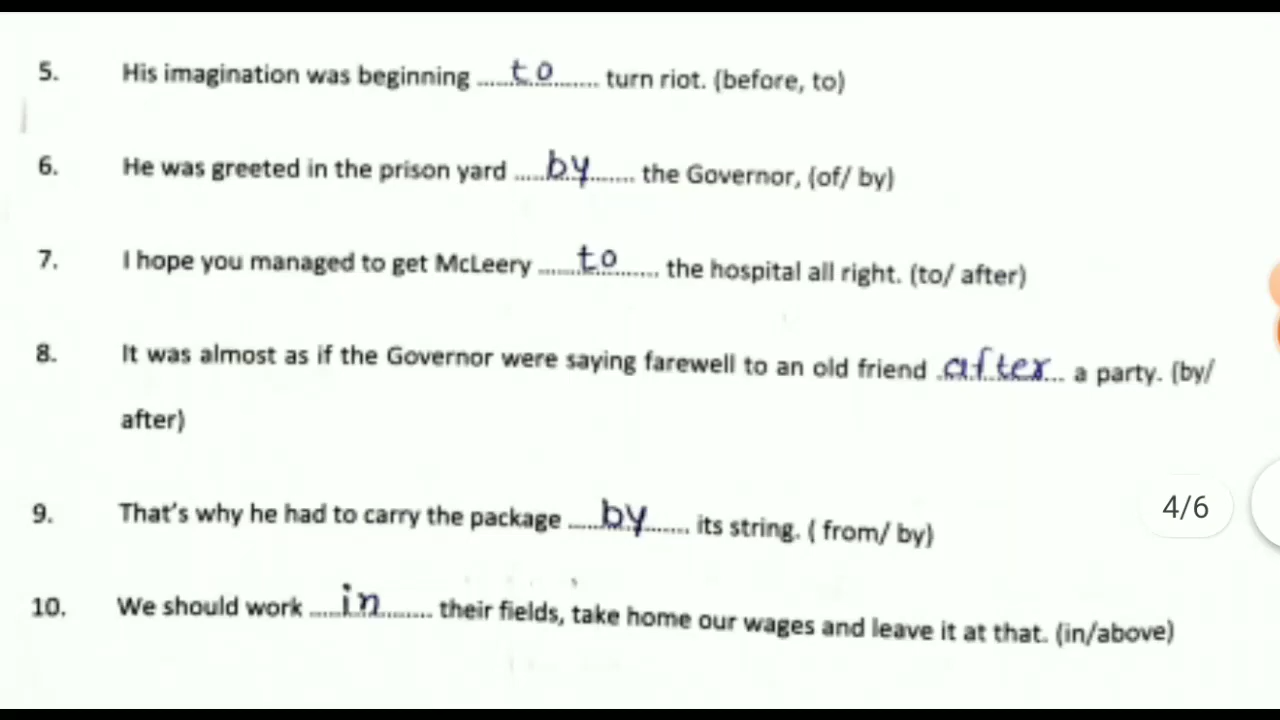 5. His imagination was beginning ......to........ turn riot. (before, to)
6. He was greeted in the prison yard .....by........ the Governor, (of/ by)
7. I hope you managed to get McLeery .......to....... the hospital all right. (to/ after)
8. It was almost as if the Governor were saying farewell to an old friend .after... a party. (by/
after)
9. That's why he had to carry the package ......by....... its string. ( from/ by)
4/6
10. We should work .....in........ their fields, take home our wages and leave it at that. (in/above)